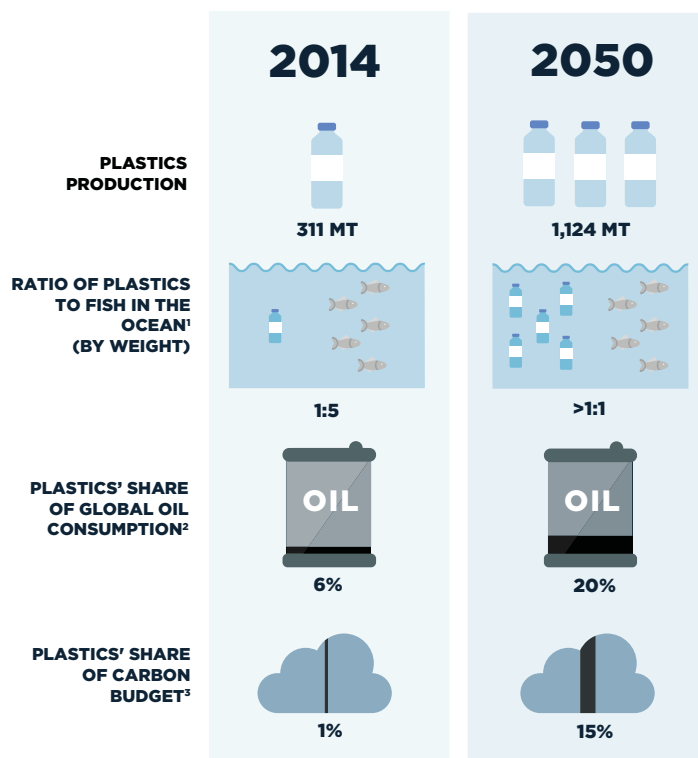 2014
2050
PLASTICS
PRODUCTION
311 MT
1,124 MT
RATIO OF PLASTICS
TO FISH IN THE
OCEAN¹
(BY WEIGHT)
1:5
>1:1
PLASTICS’ SHARE
OF GLOBAL OIL
CONSUMPTION²
OIL
OIL
6%
20%
PLASTICS' SHARE
OF CARBON
BUDGET³
1%
15%